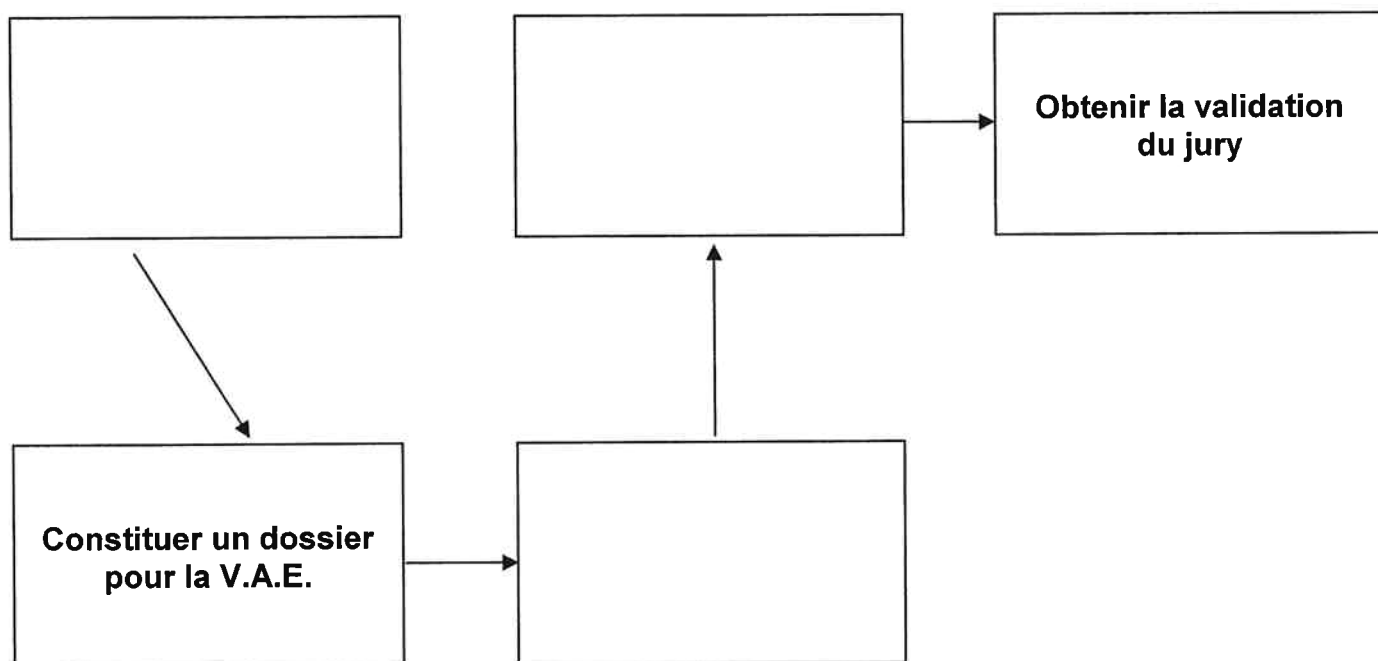 Obtenir la validation
du jury
Constituer un dossier
pour la V.A.E.